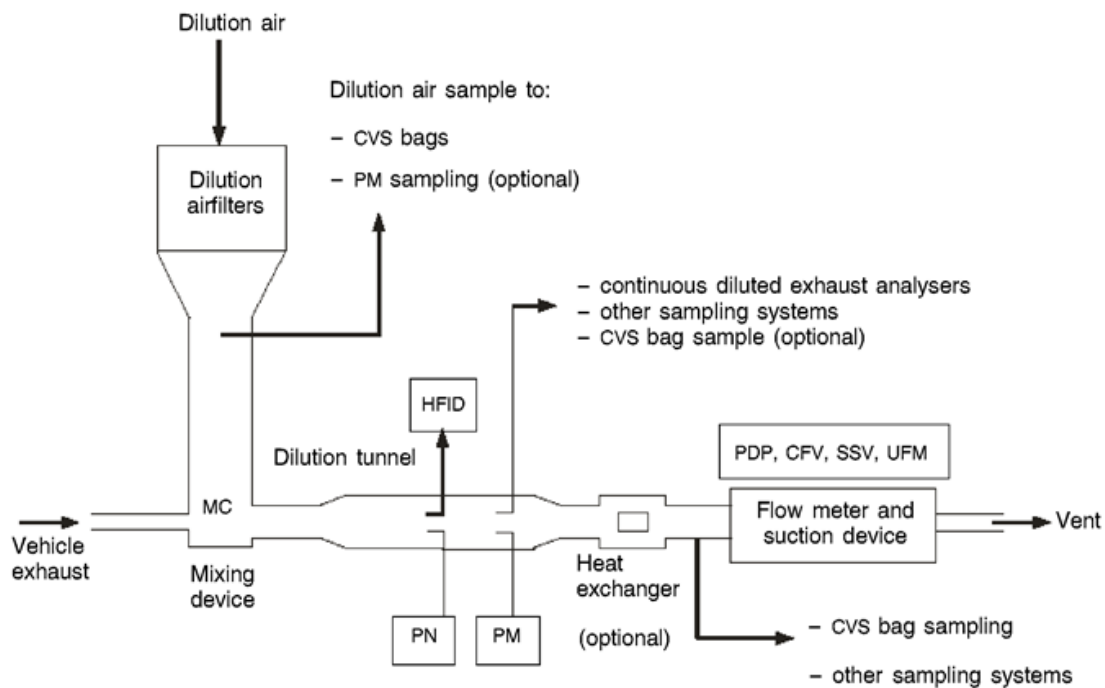 Dilution air
Dilution air sample to:
– CVS bags
– PM sampling (optional)
Dilution
airfilters
– continuous diluted exhaust analysers
– other sampling systems
– CVS bag sample (optional)
HFID
Dilution tunnel
PDP, CFV, SSV, UFM
MC
Flow meter and
suction device
Vent
Vehicle
exhaust
Mixing
device
Heat
exchanger
(optional)
PN
PM
– CVS bag sampling
– other sampling systems